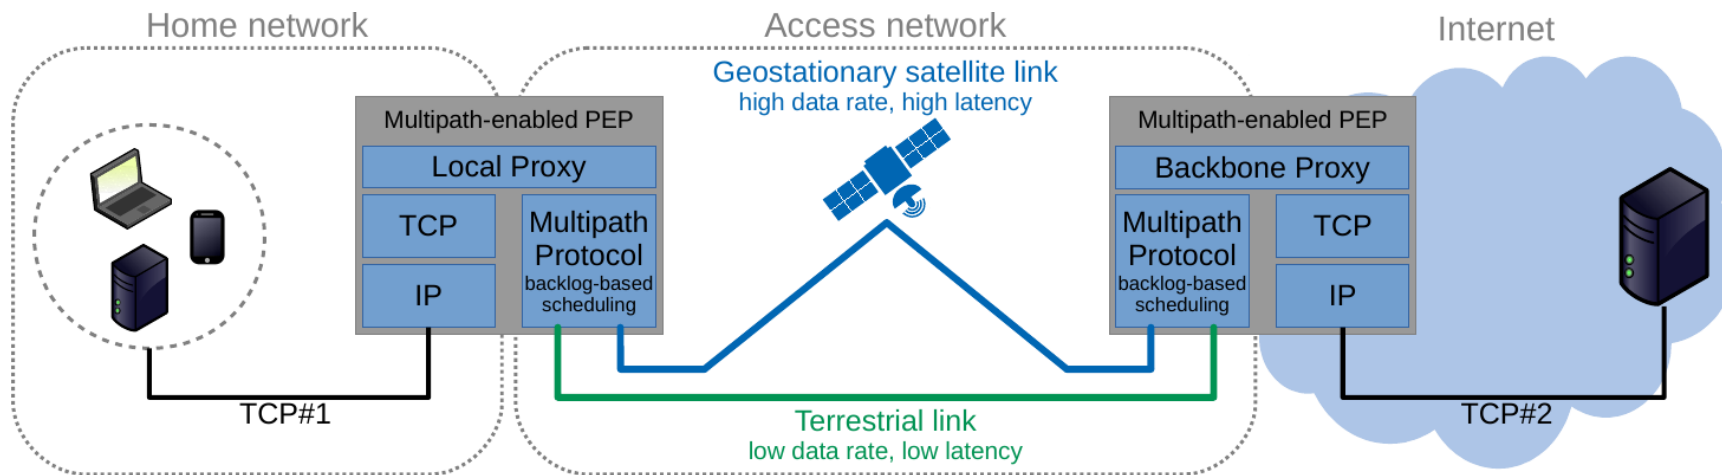 Home network
Access network
Internet
Geostationary satellite link
high data rate, high latency
Multipath-enabled PEP
Local Proxy
TCP
IP
Multipath
Protocol
backlog-based
scheduling
Multipath-enabled PEP
Backbone Proxy
Multipath
Protocol
backlog-based
scheduling
TCP
IP
TCP#1
Terrestrial link
low data rate, low latency
TCP#2